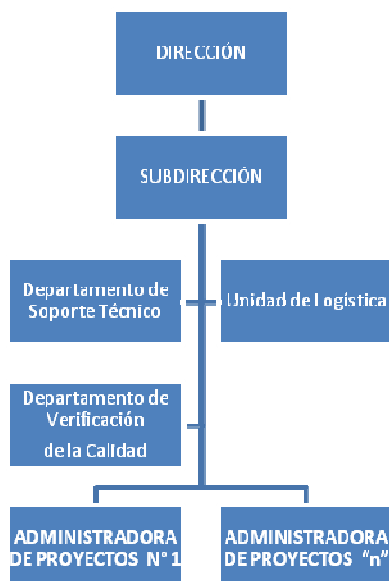 DIRECCIÓN
SUBDIRECCIÓN
Departamento de
Soporte Técnico
Unidad de Logística
Departamento de
Verificación
de la Calidad
ADMINISTRADORA
DE PROYECTOS N° 1
ADMINISTRADORA
DE PROYECTOS "n"